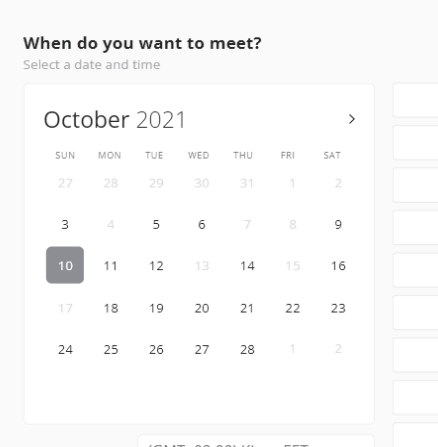 When do you want to meet?
Select a date and time
October 2021
SUN MON TUE WED THU FRI SAT
27 28 29 30 31 1 2
3 4 5 6 7 8 9
10 11 12 13 14 15 16
17 18 19 20 21 22 23
24 25 26 27 28 1 2